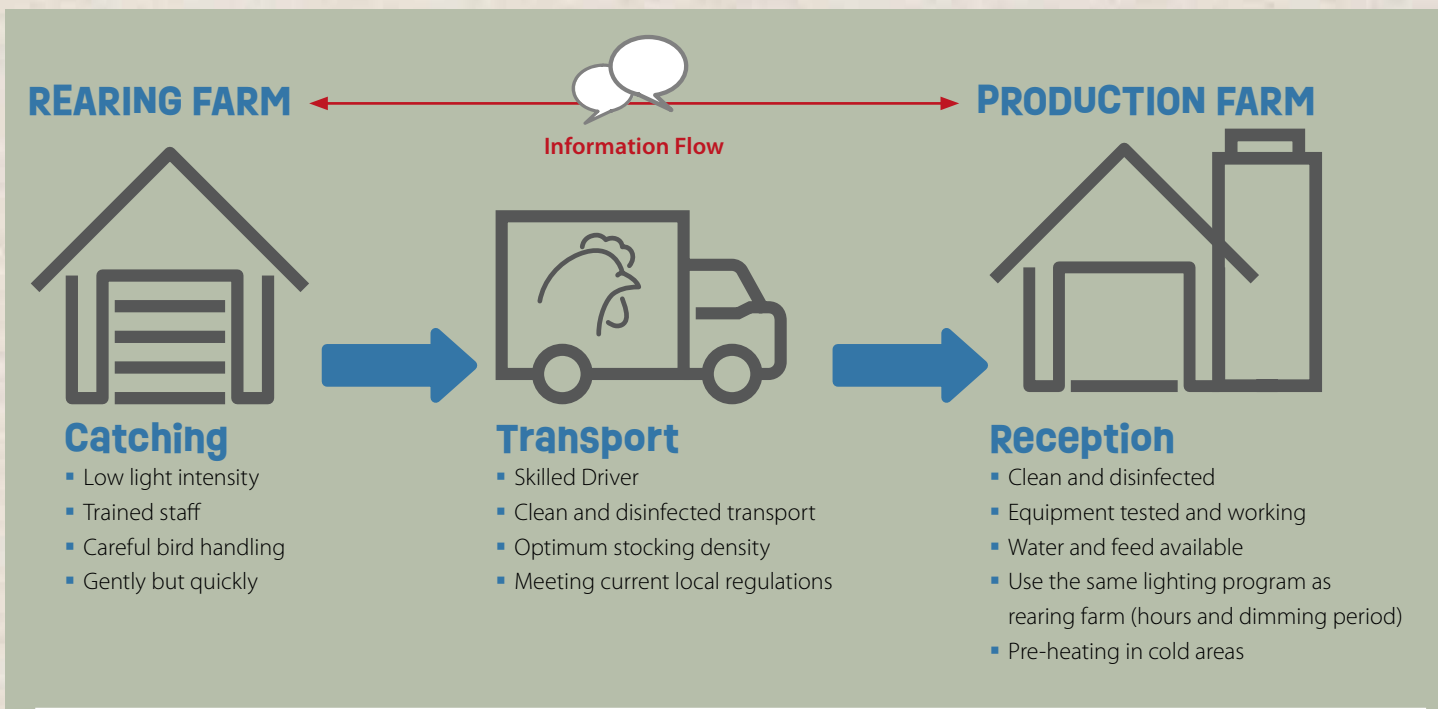 REARING FARM
PRODUCTION FARM
Information Flow
Catching
▪ Low light intensity
▪ Trained staff
▪ Careful bird handling
▪ Gently but quickly
Transport
▪ Skilled Driver
▪ Clean and disinfected transport
▪ Optimum stocking density
▪ Meeting current local regulations
Reception
▪ Clean and disinfected
▪ Equipment tested and working
▪ Water and feed available
▪ Use the same lighting program as
rearing farm (hours and dimming period)
▪ Pre-heating in cold areas